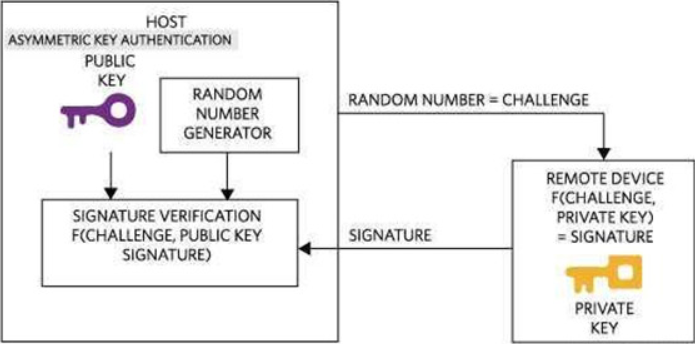 HOST
ASYMMETRIC KEY AUTHENTICATION
PUBLIC
KEY
RANDOM
NUMBER
GENERATOR
RANDOM NUMBER = CHALLENGE
SIGNATURE VERIFICATION
F(CHALLENGE, PUBLIC KEY
SIGNATURE)
SIGNATURE
REMOTE DEVICE
F(CHALLENGE,
PRIVATE KEY)
= SIGNATURE
PRIVATE
KEY